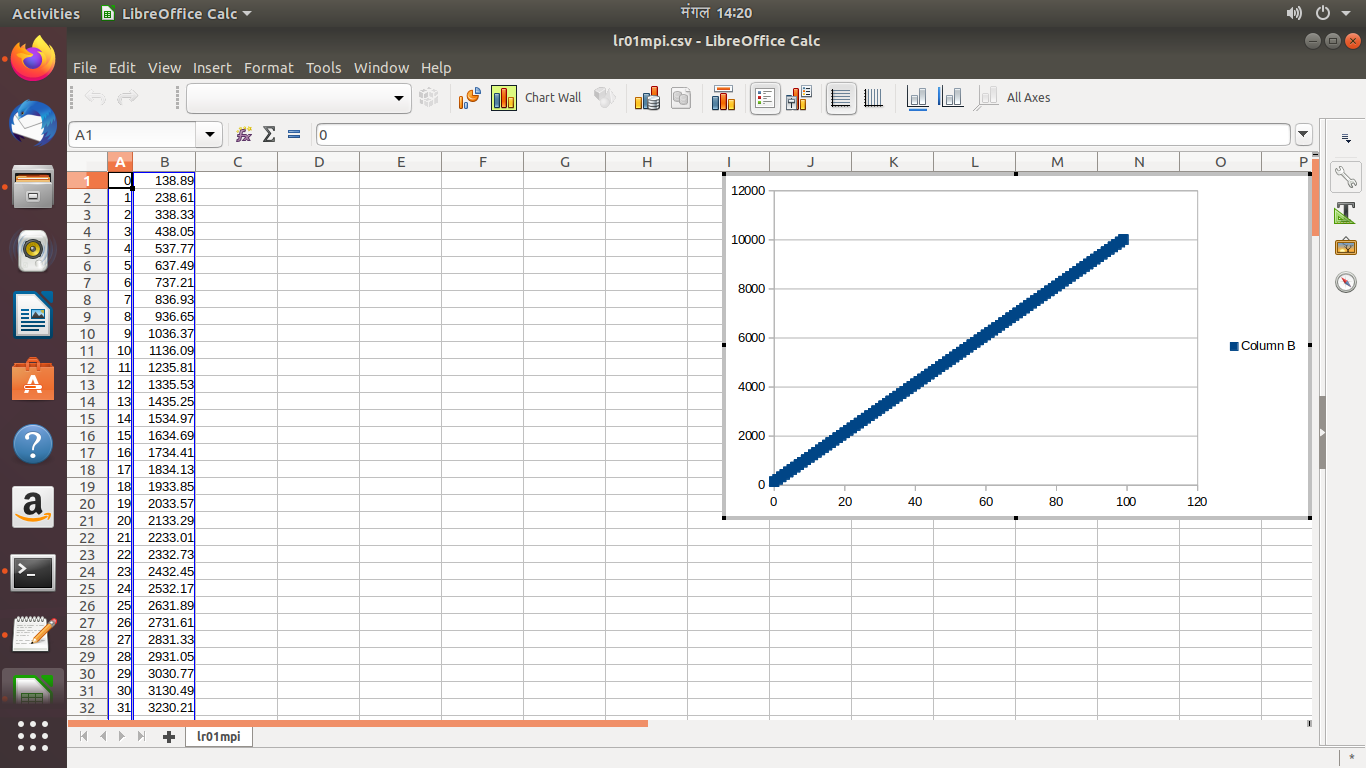 Activities LibreOffice Calc मंगल 14:20
lr01mpi.csv - LibreOffice Calc
File Edit View Insert Format Tools Window Help
Chart Wall All Axes
A1 0
A B C D E F G H I J K L M N O P
1 0 138.89
2 1 238.61
3 2 338.33
4 3 438.05
5 4 537.77
6 5 637.49
7 6 737.21
8 7 836.93
9 8 936.65
10 9 1036.37
11 10 1136.09
12 11 1235.81
13 12 1335.53
14 13 1435.25
15 14 1534.97
16 15 1634.69
17 16 1734.41
18 17 1834.13
19 18 1933.85
20 19 2033.57
21 20 2133.29
22 21 2233.01
23 22 2332.73
24 23 2432.45
25 24 2532.17
26 25 2631.89
27 26 2731.61
28 27 2831.33
29 28 2931.05
30 29 3030.77
31 30 3130.49
32 31 3230.21
12000
10000
8000
6000
4000
2000
0
0 20 40 60 80 100 120
Column B
lr01mpi